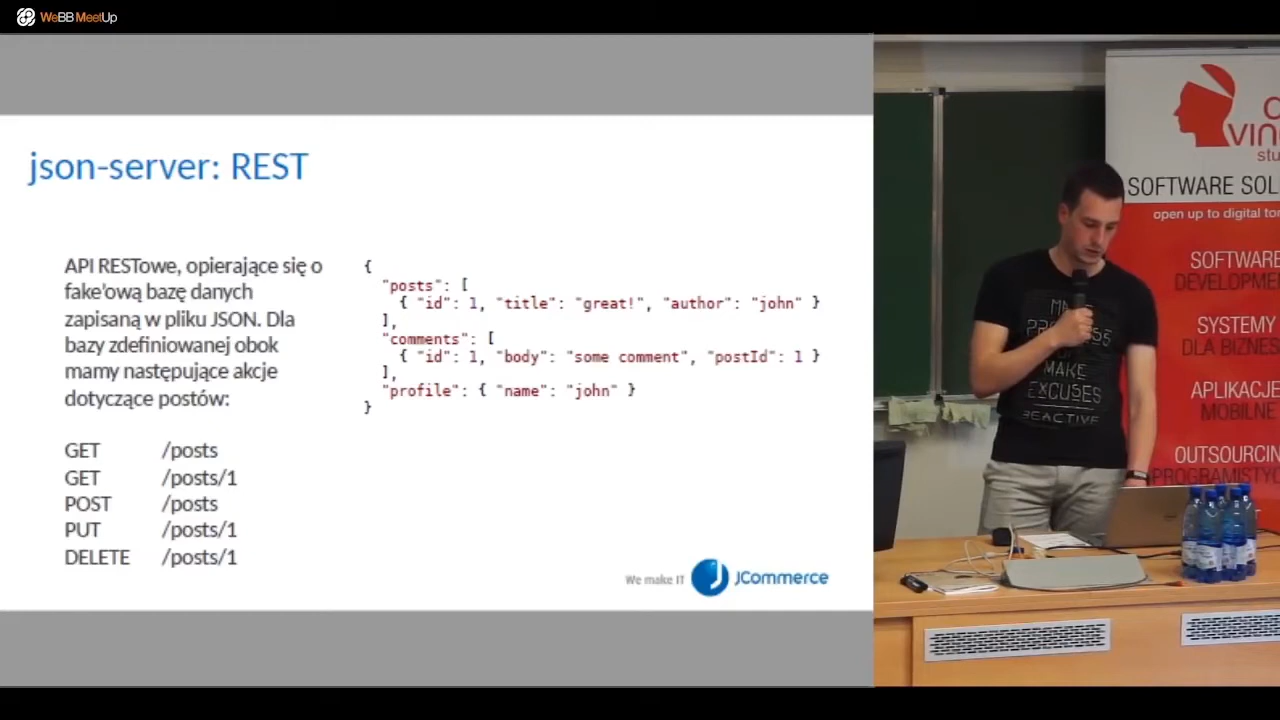 WeBB MeetUp
json-server: REST
API RESTowe, opierające się o
fake'ową bazę danych
zapisaną w pliku JSON. Dla
bazy zdefiniowanej obok
mamy następujące akcje
dotyczące postów:
GET /posts
GET /posts/1
POST /posts
PUT /posts/1
DELETE /posts/1
{
"posts": [
{ "id": 1, "title": "great!", "author": "john" }
],
"comments": [
{ "id": 1, "body": "some comment", "postId": 1 }
],
"profile": { "name": "john" }
}
We make IT JCommerce
SOFTWARE SOL
open up to digital
SOFTWARE
DEVELOPME
SYSTEMY
DLA BIZNES
APLIKACJE
MOBILNE
OUTSOURCIN
PROGRAMISTYC
MAKE
EXCUSES
REACTIVE